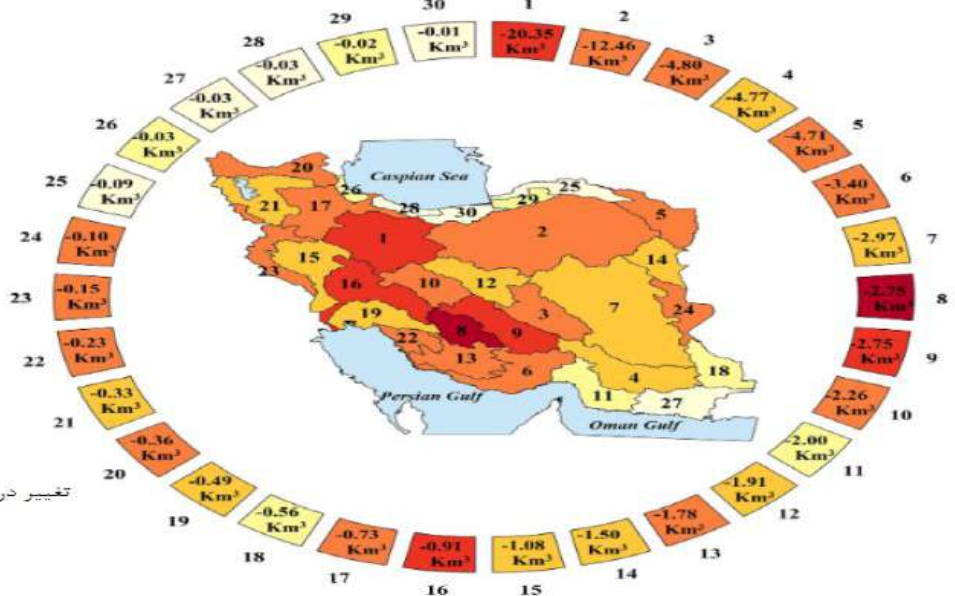 1
-20.35
Km³
2
-12.46
Km³
3
-4.80
Km³
4
-4.77
Km³
5
-4.71
Km³
6
-3.40
Km³
7
-2.97
Km³
8
-2.75
Km³
9
-2.75
Km³
10
-2.26
Km³
11
-2.00
Km³
12
-1.91
Km³
13
-1.78
Km²
14
-1.50
Km³
15
-1.08
Km³
16
-0.91
Km³
17
-0.73
Km³
18
-0.56
Km³
19
-0.49
Km³
20
-0.36
Km³
21
-0.33
Km³
22
-0.23
Km³
23
-0.15
Km³
24
-0.10
Km³
25
-0.09
Km³
26
-0.03
Km³
27
-0.03
Km³
28
-0.03
Km³
29
-0.02
Km³
30
-0.01
Km³
Caspian Sea
20
26
25
21
17
28
30
29
5
1
2
15
14
23
16
10
12
3
7
24
19
22
8
9
13
6
4
18
11
27
Persian Gulf
Oman Gulf
تغییر در